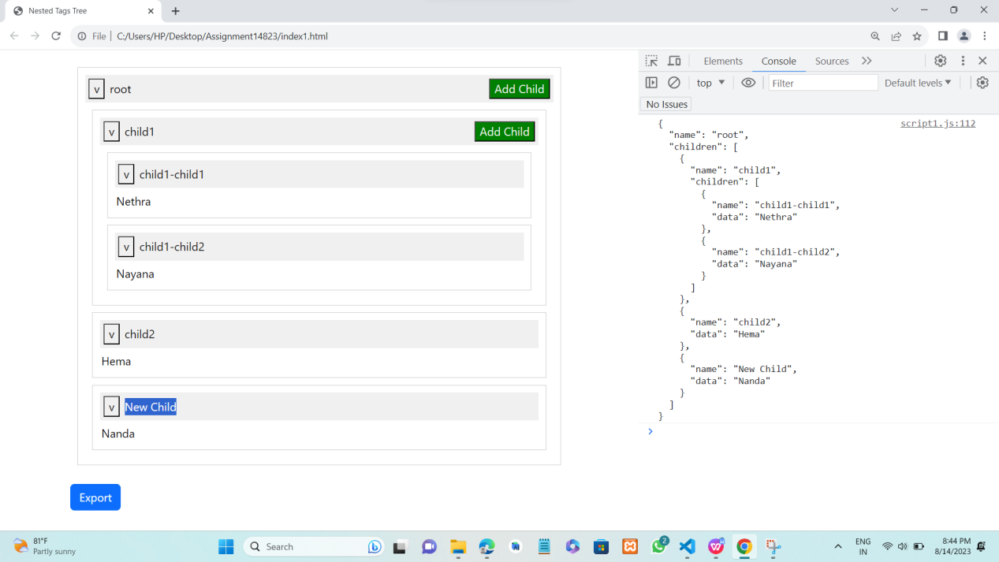 Nested Tags Tree
File C:/Users/HP/Desktop/Assignment14823/index1.html
v root Add Child
v child1 Add Child
v child1-child1
Nethra
v child1-child2
Nayana
v child2
Hema
v New Child
Nanda
Export
Elements Console Sources
top Filter Default levels
No Issues
{ script1.js:112
"name": "root",
"children": [
{
"name": "child1",
"children": [
{
"name": "child1-child1",
"data": "Nethra"
},
{
"name": "child1-child2",
"data": "Nayana"
}
]
},
{
"name": "child2",
"data": "Hema"
},
{
"name": "New Child",
"data": "Nanda"
}
]
}
81°F
Partly sunny
Search
2
ENG
IN
8:44 PM
8/14/2023